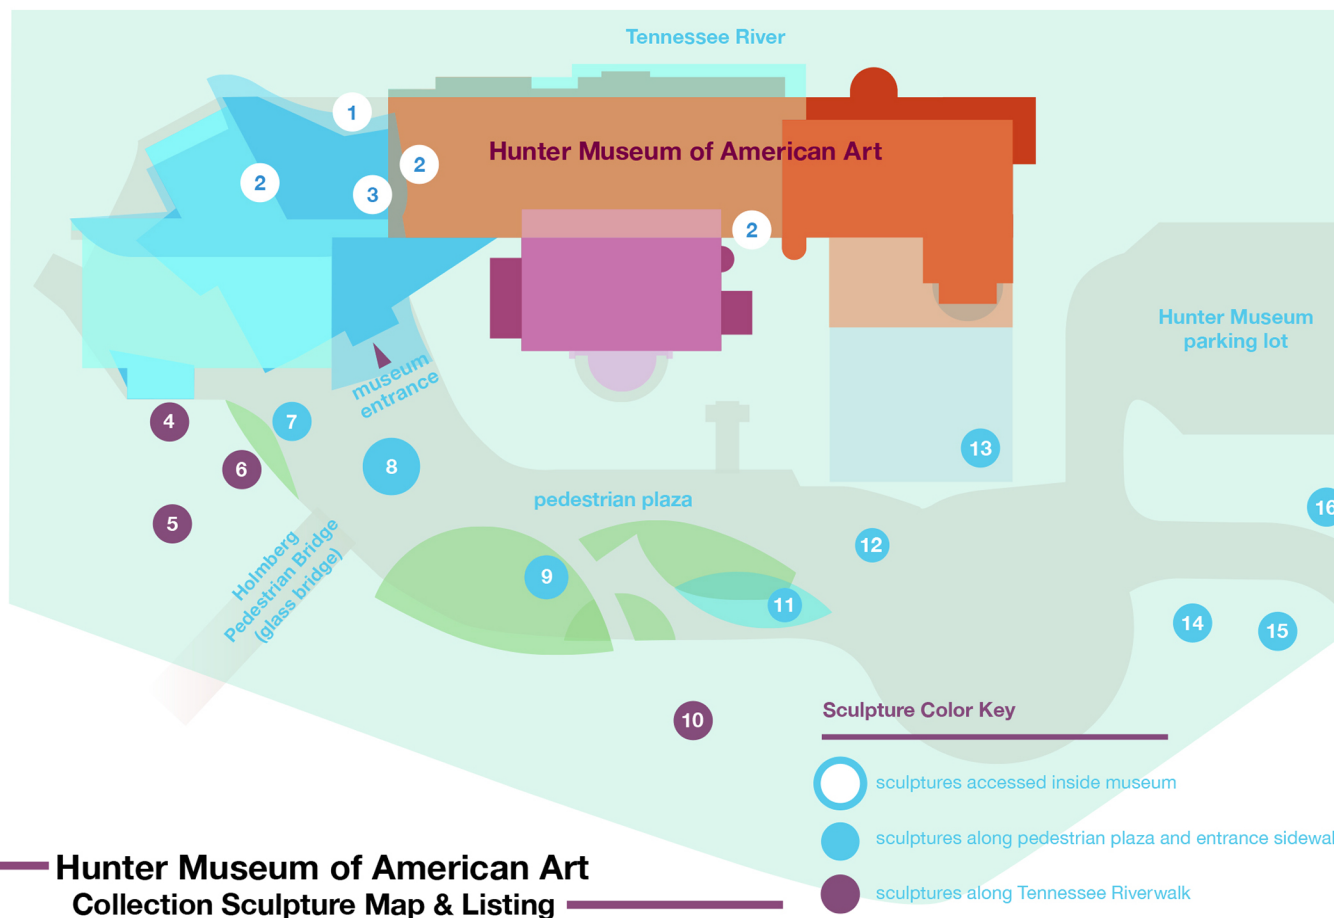 Tennessee River
1
Hunter Museum of American Art
2
2
3
2
Hunter Museum
parking lot
museum
entrance
4
7
6
8
13
5
pedestrian plaza
16
12
Holmberg
Pedestrian Bridge
(glass bridge)
9
11
14
15
10
Sculpture Color Key
sculptures accessed inside museum
sculptures along pedestrian plaza and entrance sidewal
sculptures along Tennessee Riverwalk
Hunter Museum of American Art
Collection Sculpture Map & Listing